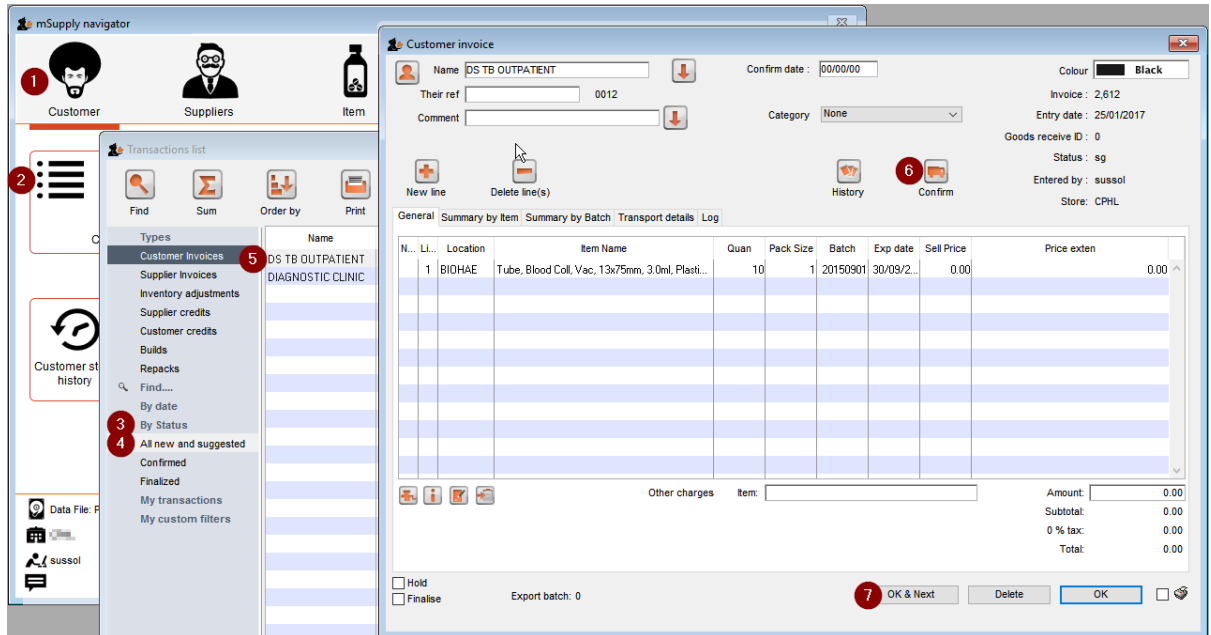 mSupply navigator
1
Customer
Suppliers
Item
2
C
Customer st
history
Data File: P
sussol
Transactions list
Find
Sum
Order by
Print
Types
Customer Invoices
Supplier Invoices
Inventory adjustments
Supplier credits
Customer credits
Builds
Repacks
Find....
By date
3 By Status
4 All new and suggested
Confirmed
Finalized
My transactions
My custom filters
Name
5 DS TB OUTPATIENT
DIAGNOSTIC CLINIC
Customer invoice
Name DS TB OUTPATIENT
Confirm date : 00/00/00
Colour Black
Their ref 0012
Invoice : 2,612
Comment
Category None
Entry date : 25/01/2017
Goods receive ID : 0
Status : sg
Entered by : sussol
Store: CPHL
New line
Delete line(s)
History
6 Confirm
General Summary by Item Summary by Batch Transport details Log
N... Li... Location Item Name Quan Pack Size Batch Exp date Sell Price Price exten
1 BIOHAE Tube, Blood Coll, Vac, 13x75mm, 3.0ml, Plasti... 10 1 20150901 30/09/2... 0.00 0.00
Other charges Item: Amount: 0.00
Subtotal: 0.00
0 % tax: 0.00
Total: 0.00
Hold
Finalise
Export batch: 0
7 OK & Next
Delete
OK